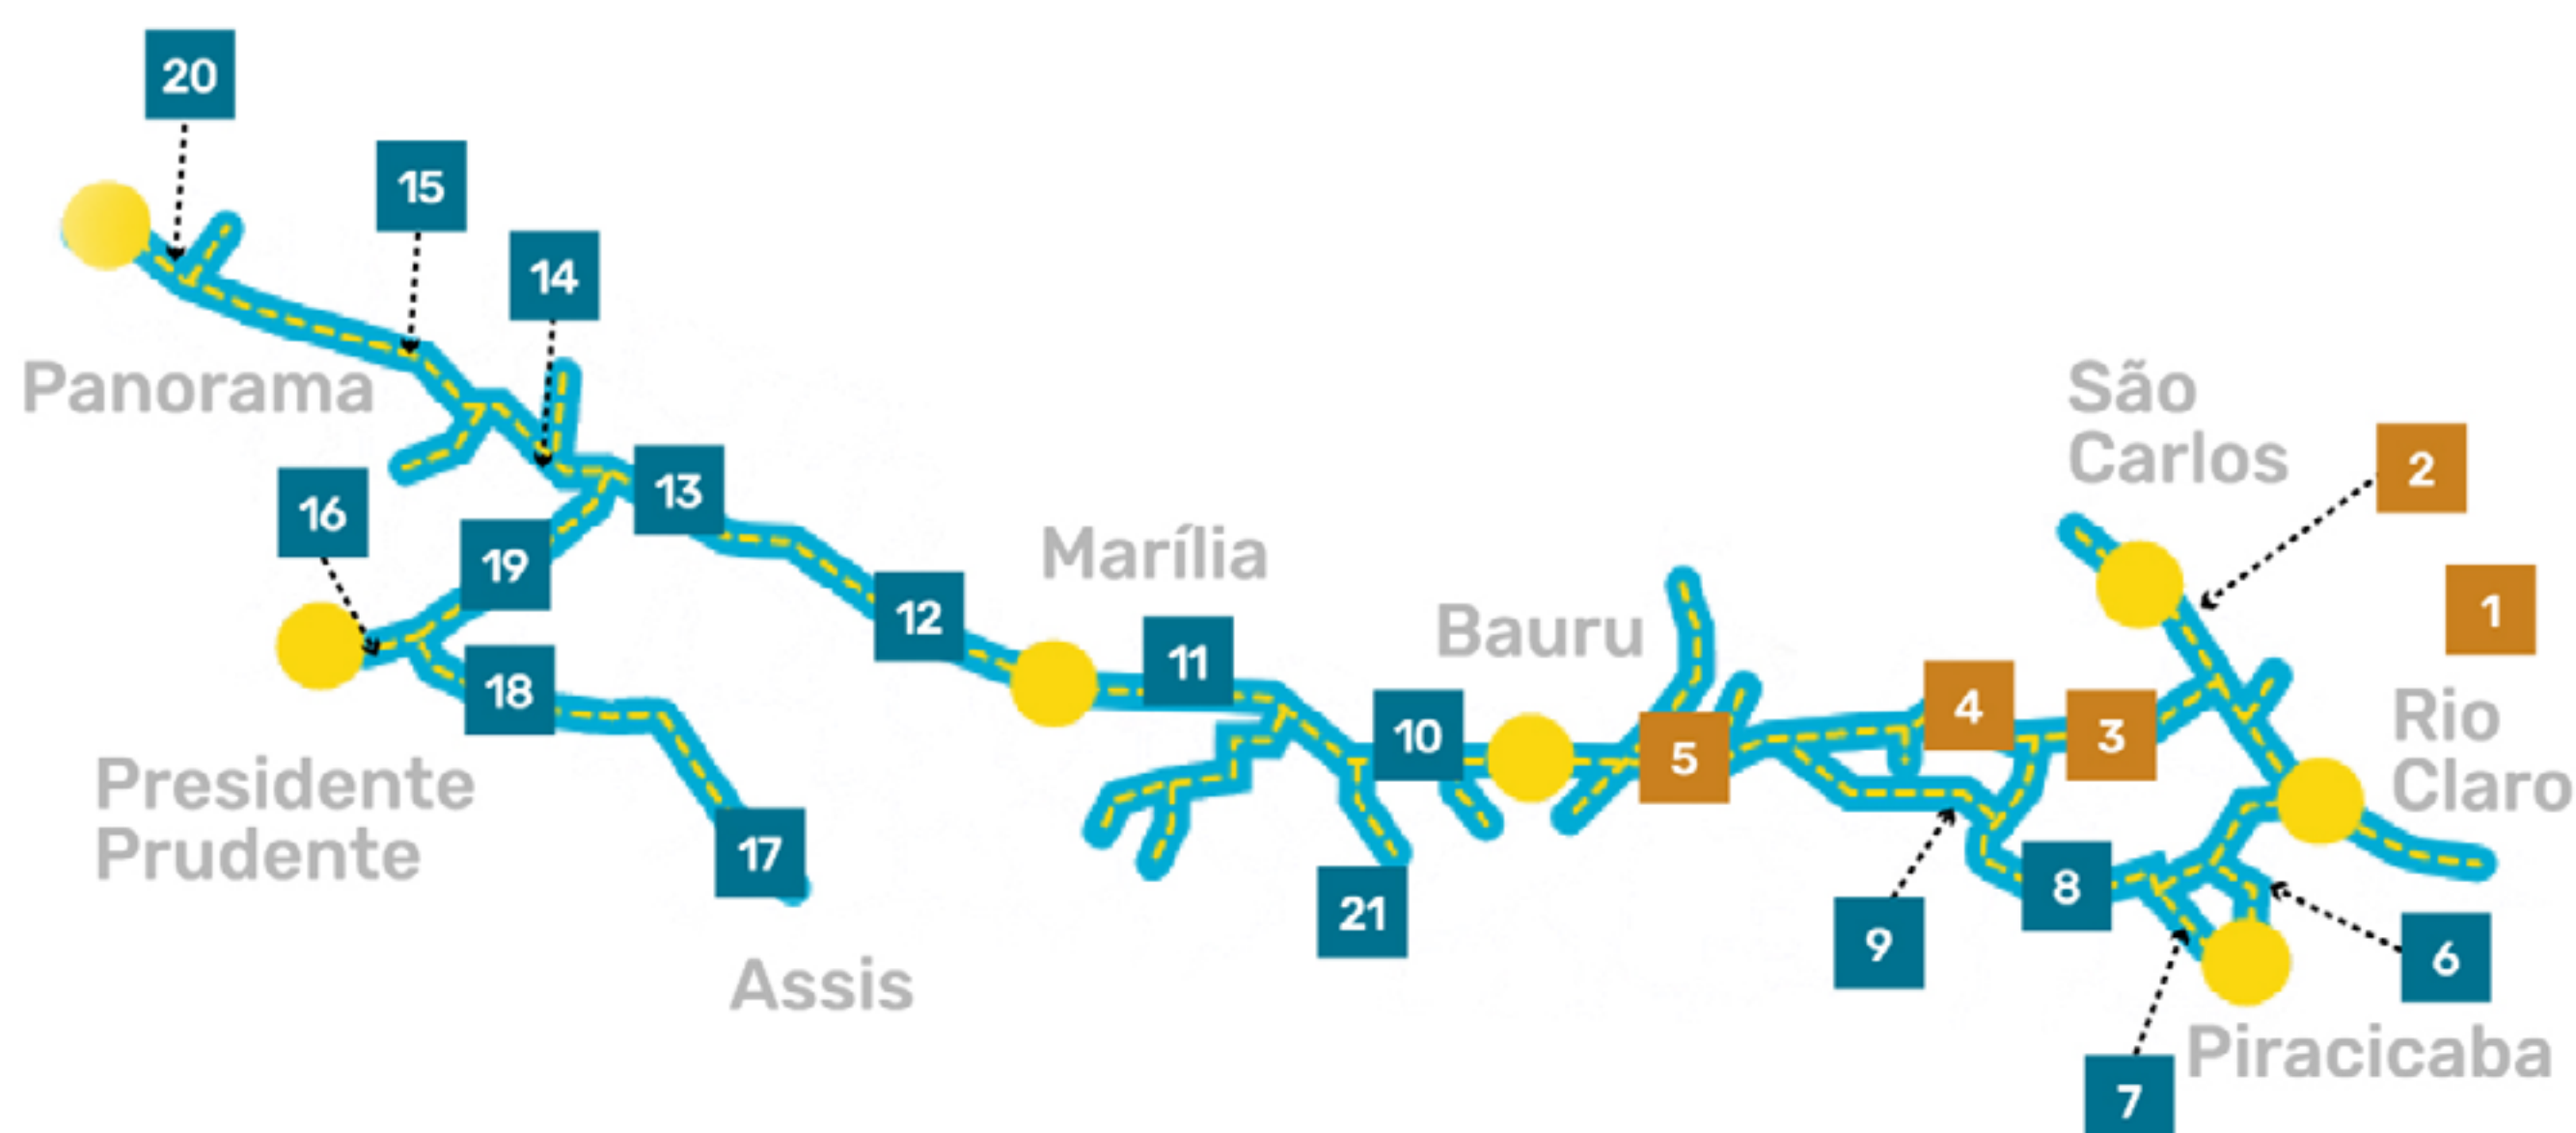 20
15
14
Panorama
São
Carlos
2
13
16
19
Marília
1
12
Bauru
11
18
4
3
10
5
Rio
Claro
Presidente
Prudente
17
8
21
9
6
Assis
Piracicaba
7